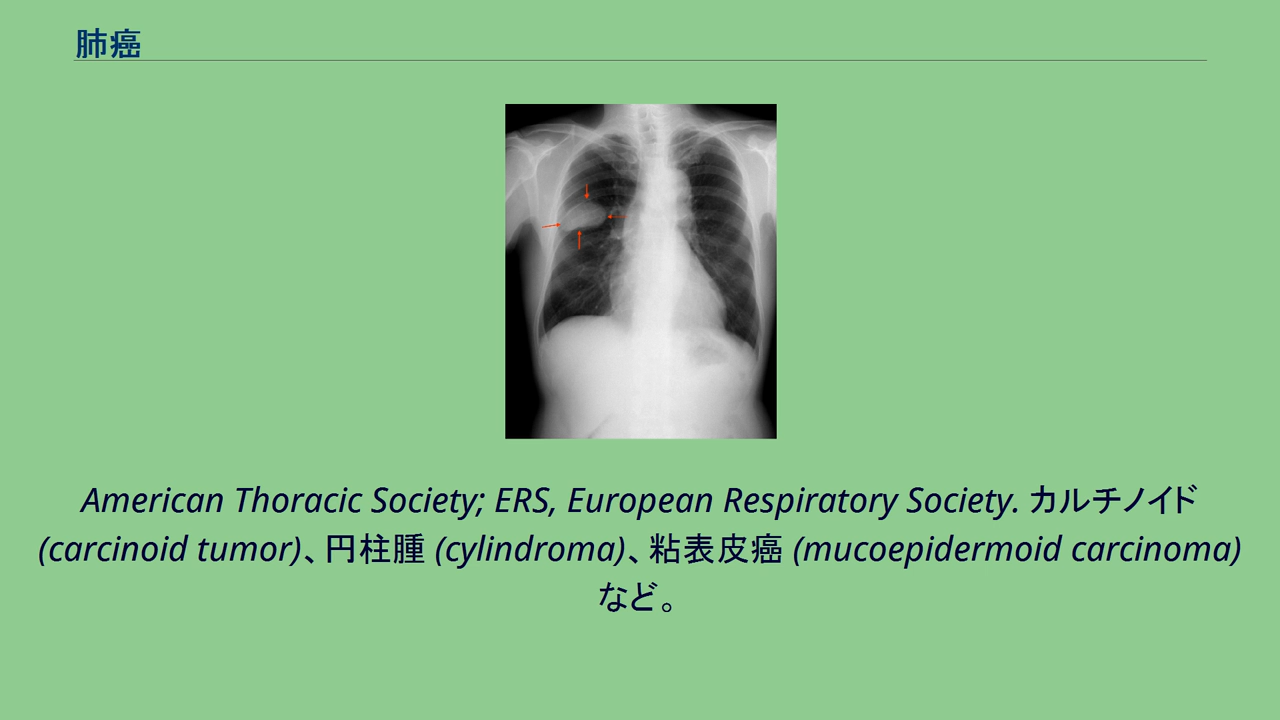 肺癌
American Thoracic Society; ERS, European Respiratory Society. カルチノイド
(carcinoid tumor)、円柱腫 (cylindroma)、粘表皮癌 (mucoepidermoid carcinoma)
など。